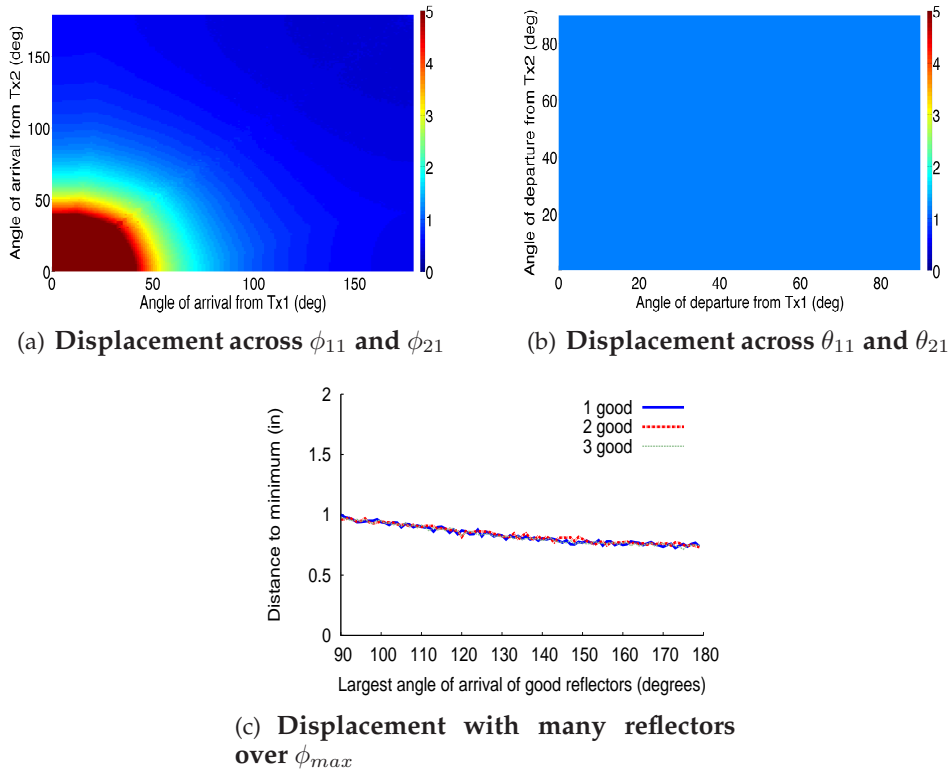 Angle of arrival from Tx2 (deg)
150
100
50
0
0 50 100 150
Angle of arrival from Tx1 (deg)
5
4
3
2
1
0
(a) Displacement across ϕ11 and ϕ21
Angle of departure from Tx2 (deg)
80
60
40
20
0 20 40 60 80
Angle of departure from Tx1 (deg)
5
4
3
2
1
0
(b) Displacement across θ11 and θ21
Distance to minimum (in)
2
1.5
1
0.5
0
1 good
2 good
3 good
90 100 110 120 130 140 150 160 170 180
Largest angle of arrival of good reflectors (degrees)
(c) Displacement with many reflectors
over ϕmax